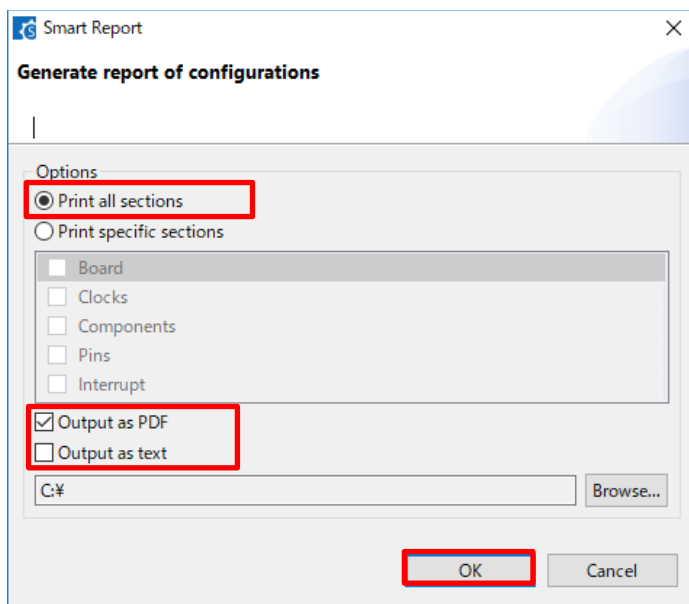 Smart Report
Generate report of configurations
Options
Print all sections
Print specific sections
Board
Clocks
Components
Pins
Interrupt
Output as PDF
Output as text
C:¥
Browse...
OK
Cancel